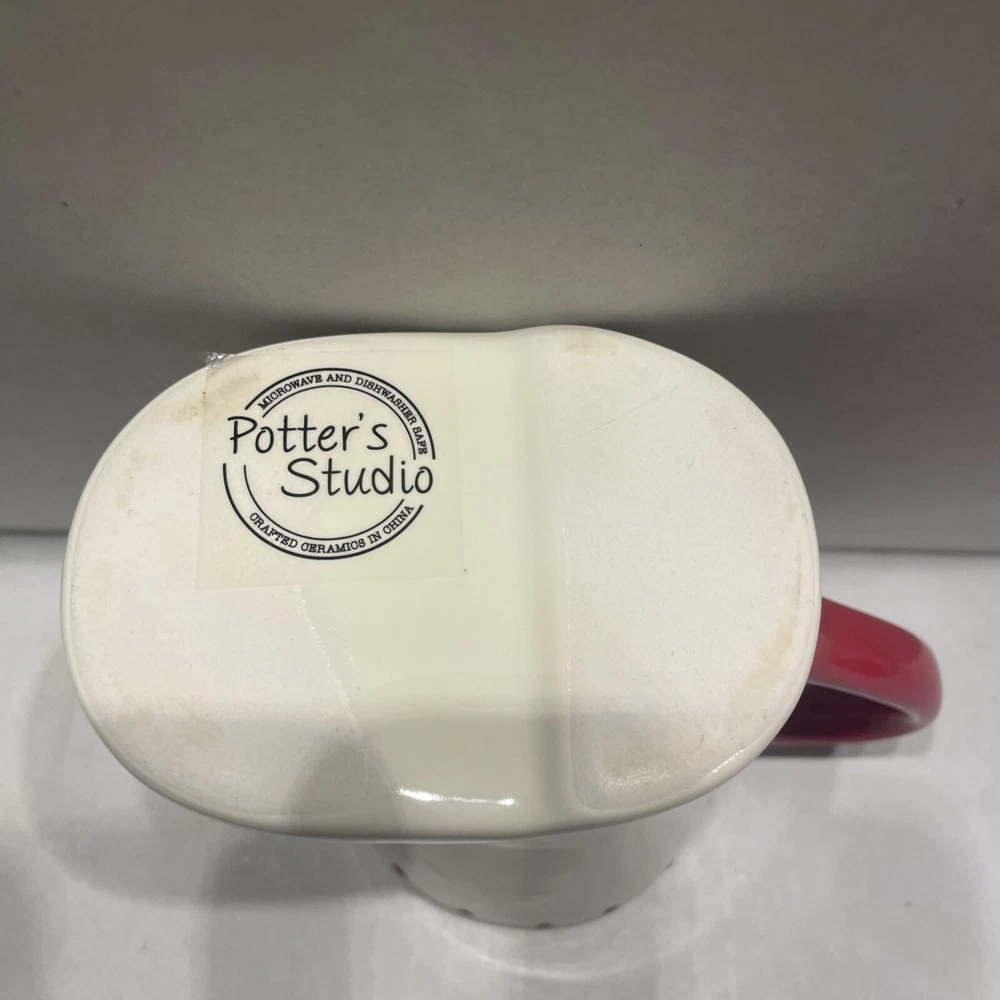 MICROWAVE AND DISHWASHER SAFE
Potter's
Studio
CRAFTED CERAMICS IN CHINA